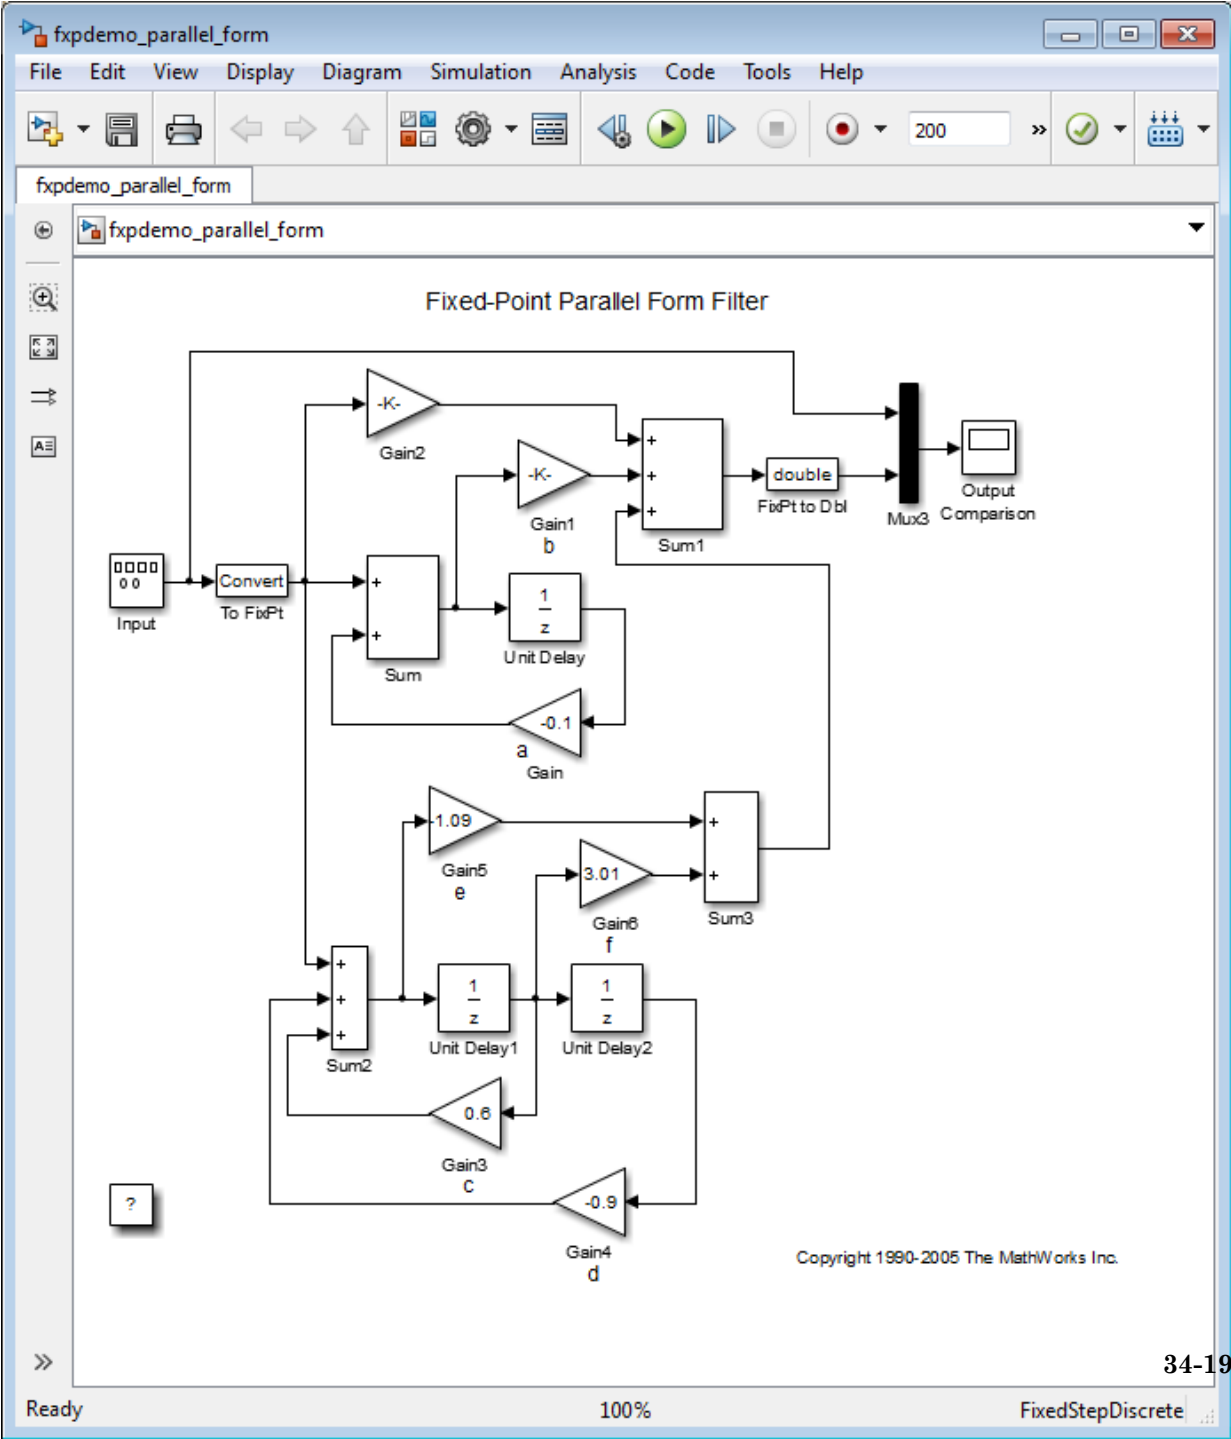 fxpdemo_parallel_form
File Edit View Display Diagram Simulation Analysis Code Tools Help
200
fxpdemo_parallel_form
fxpdemo_parallel_form
Fixed-Point Parallel Form Filter
-K-
Gain2
-K-
Gain1
b
+
+
+
Sum1
double
FixPt to Dbl
Mux3
Output
Comparison
Input
Convert
To FixPt
+
+
Sum
1
z
Unit Delay
-0.1
a
Gain
-1.09
Gain5
e
3.01
Gain6
f
+
+
Sum3
+
+
+
Sum2
1
z
Unit Delay1
1
z
Unit Delay2
0.6
Gain3
c
-0.9
Gain4
d
?
Copyright 1990-2005 The MathWorks Inc.
34-19
Ready 100% FixedStepDiscrete